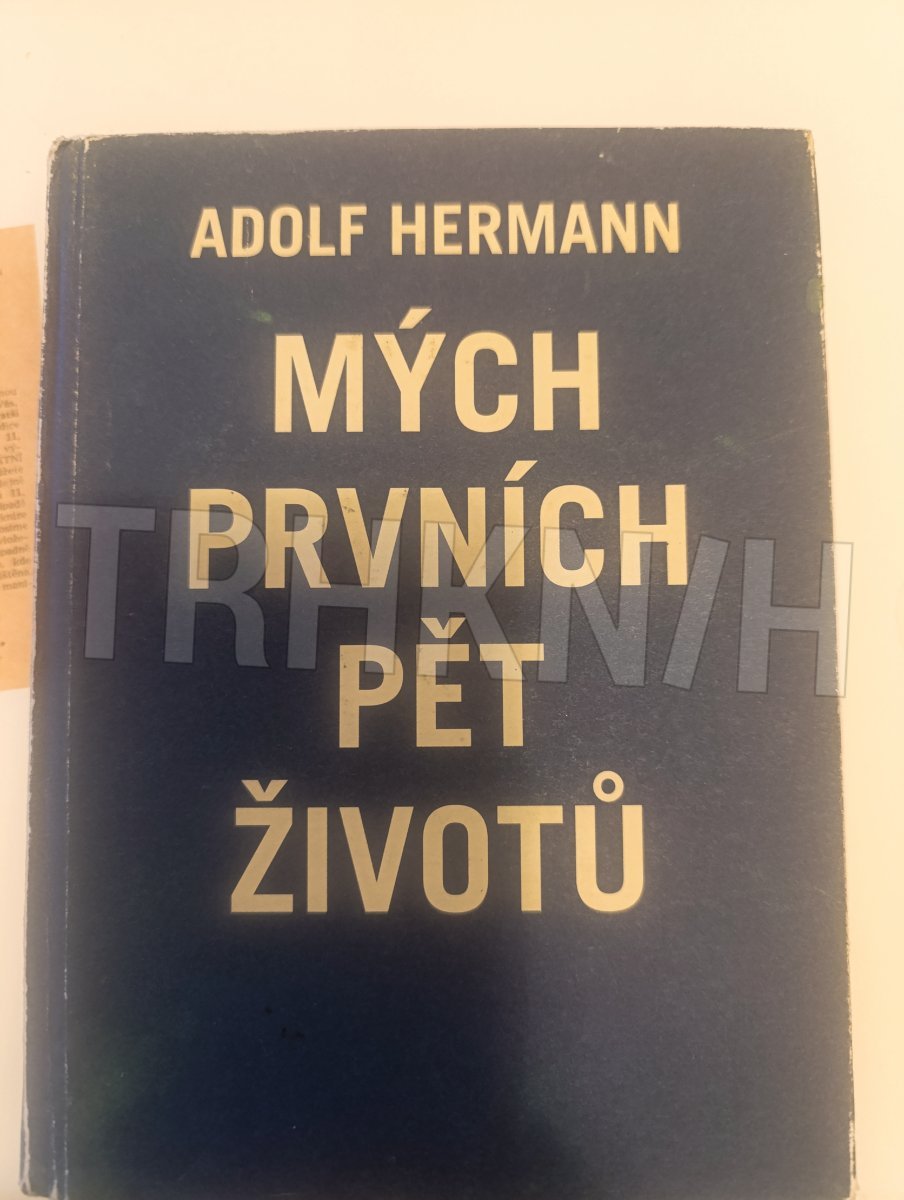 ADOLF HERMANN
MÝCH
PRVNÍCH
PĚT
ŽIVOTŮ
TRHKNIH